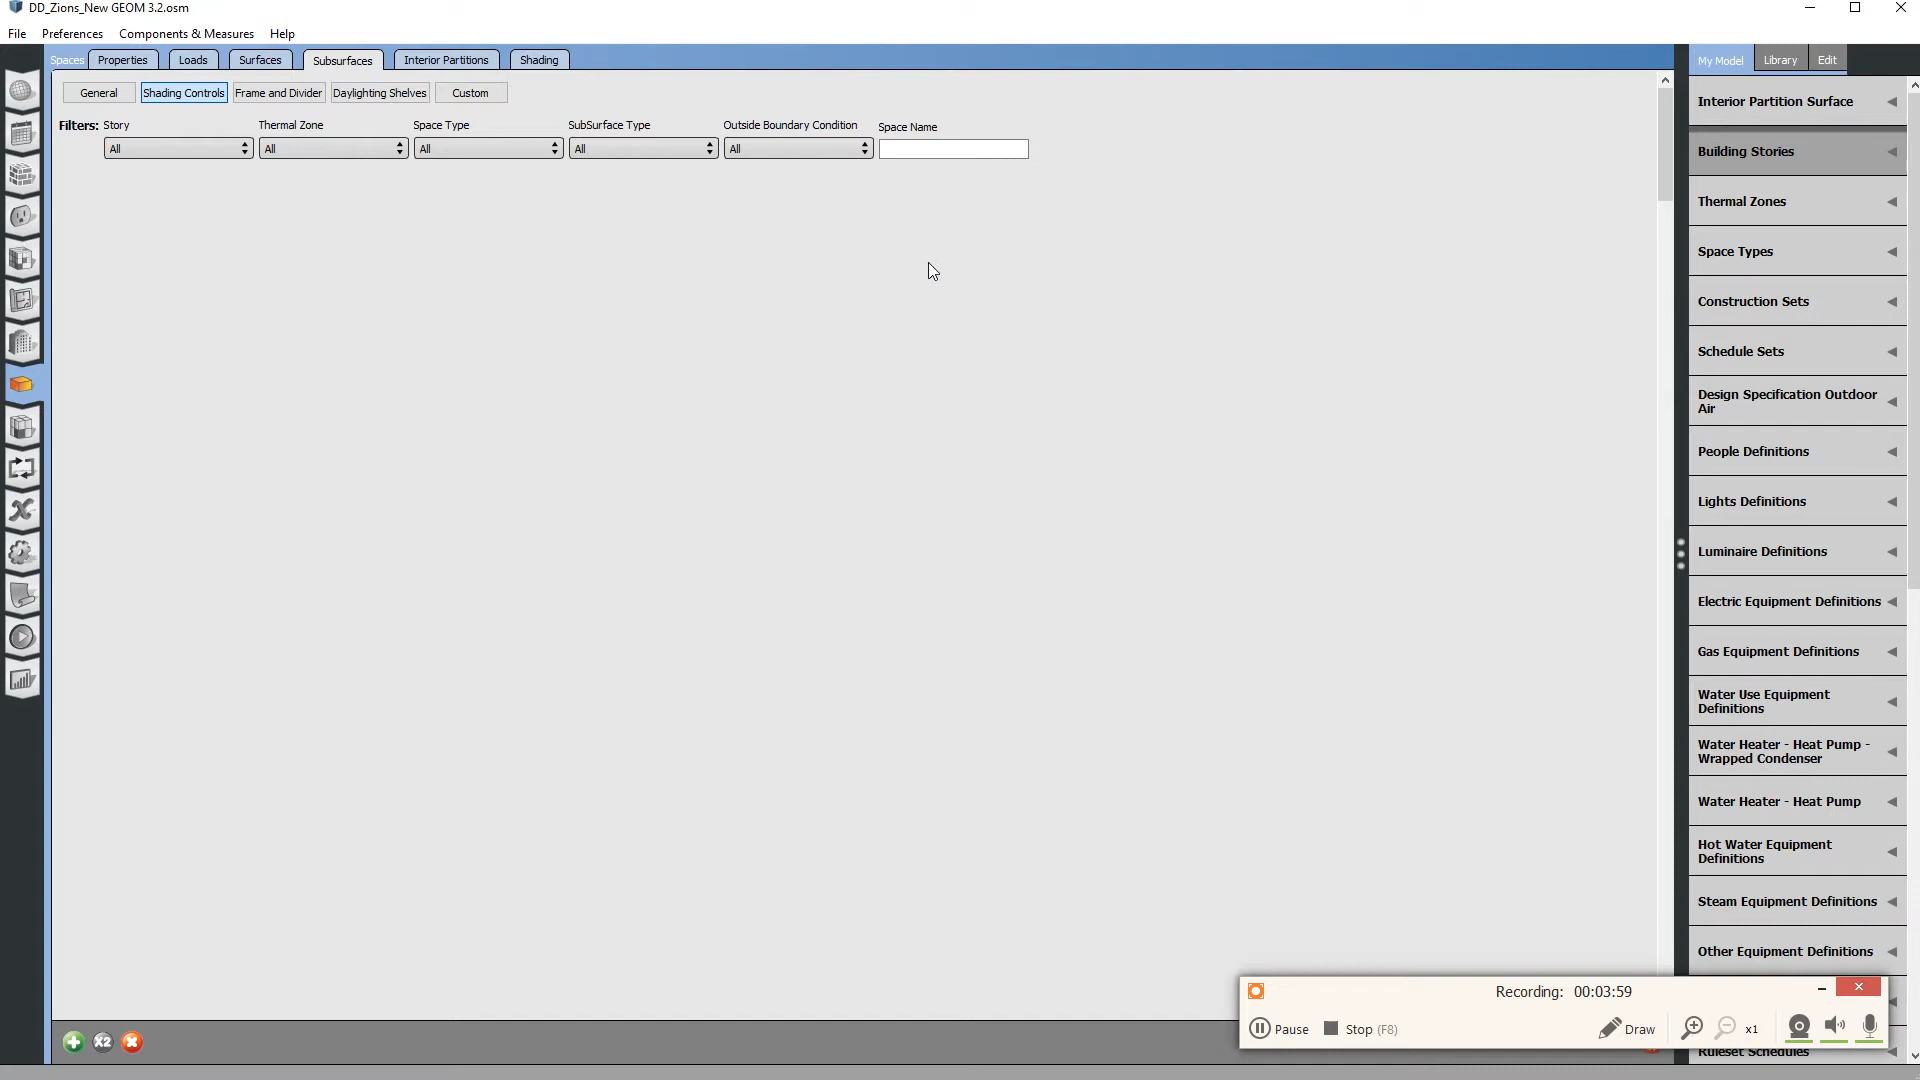 DD_Zions_New GEOM 3.2.osm
File Preferences Components & Measures Help
Spaces Properties Loads Surfaces Subsurfaces Interior Partitions Shading
My Model Library Edit
General Shading Controls Frame and Divider Daylighting Shelves Custom
Filters: Story Thermal Zone Space Type SubSurface Type Outside Boundary Condition Space Name
All All All All All
Interior Partition Surface
Building Stories
Thermal Zones
Space Types
Construction Sets
Schedule Sets
Design Specification Outdoor
Air
People Definitions
Lights Definitions
Luminaire Definitions
Electric Equipment Definitions
Gas Equipment Definitions
Water Use Equipment
Definitions
Water Heater - Heat Pump -
Wrapped Condenser
Water Heater - Heat Pump
Hot Water Equipment
Definitions
Steam Equipment Definitions
Other Equipment Definitions
Ruleset Schedules
X2
Recording: 00:03:59
Pause Stop (F8) Draw x1